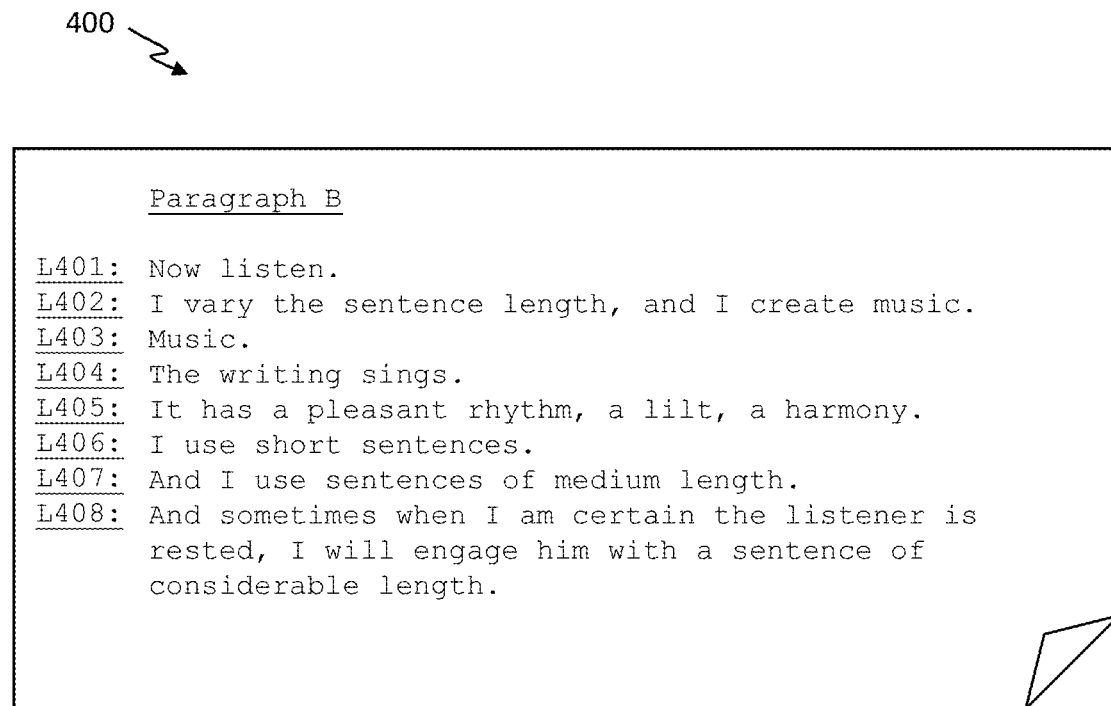 400
Paragraph B
L401: Now listen.
L402: I vary the sentence length, and I create music.
L403: Music.
L404: The writing sings.
L405: It has a pleasant rhythm, a lilt, a harmony.
L406: I use short sentences.
L407: And I use sentences of medium length.
L408: And sometimes when I am certain the listener is
rested, I will engage him with a sentence of
considerable length.